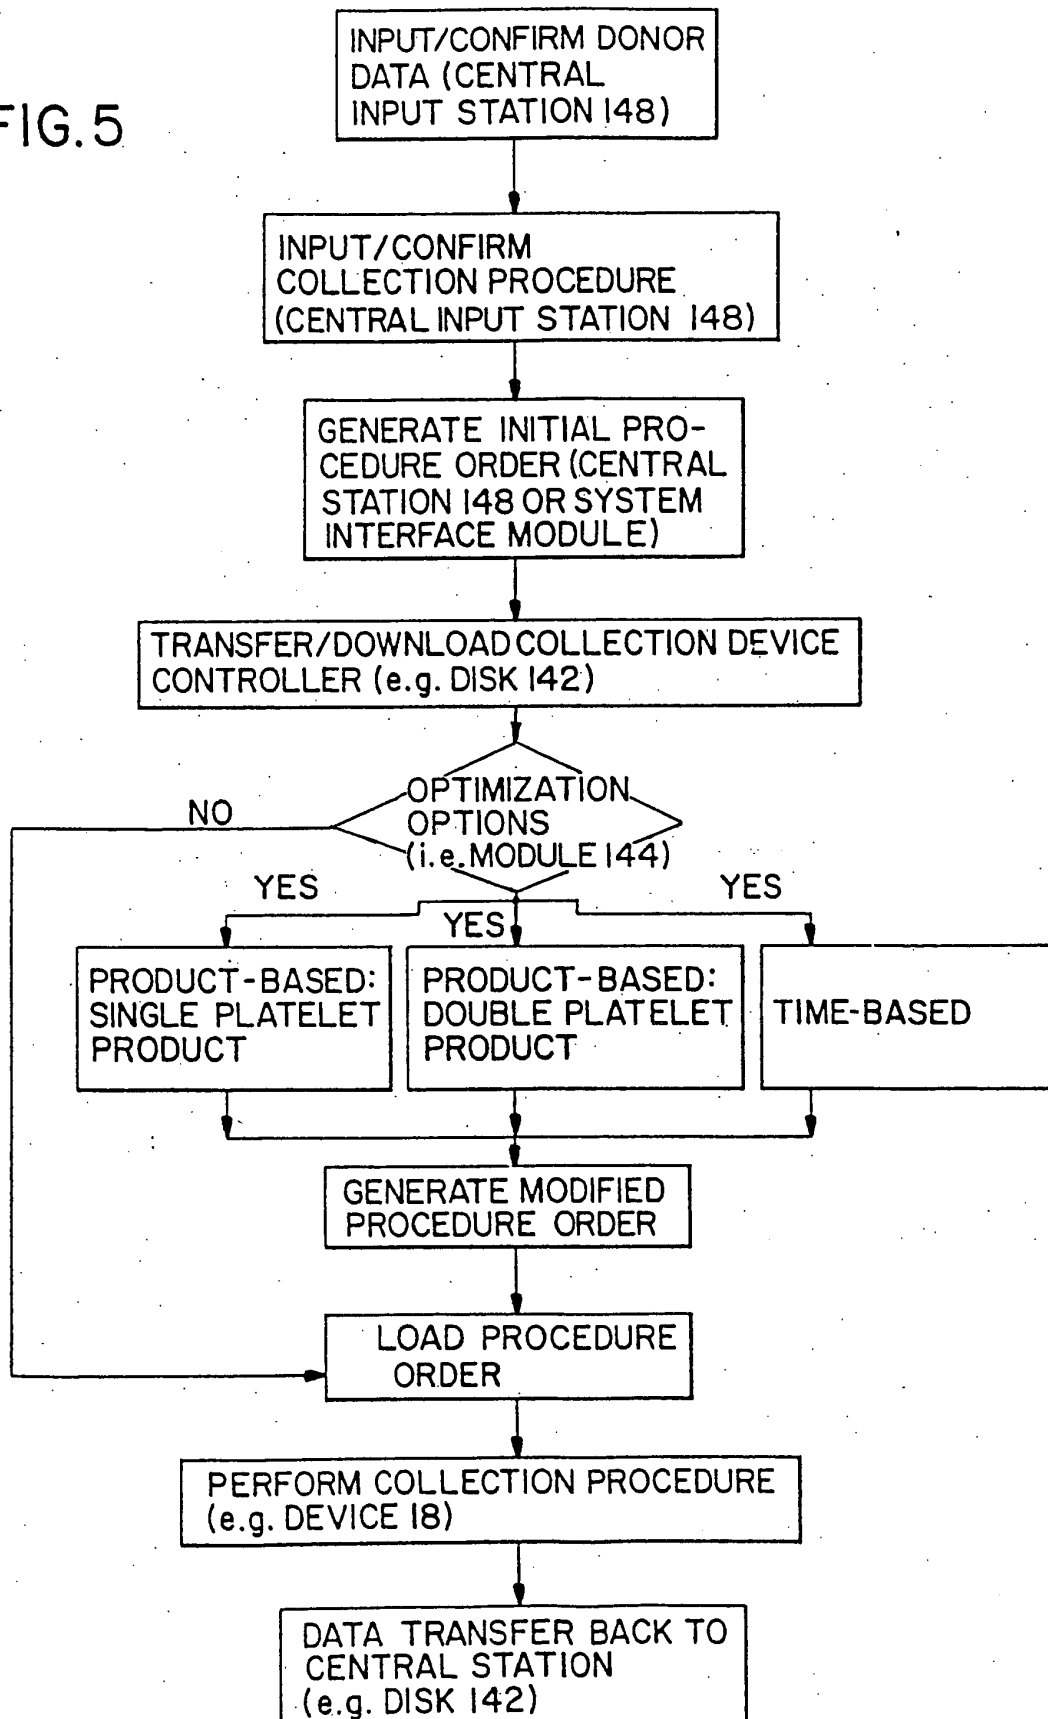 FIG.5
INPUT/CONFIRM DONOR
DATA (CENTRAL
INPUT STATION 148)
INPUT/CONFIRM
COLLECTION PROCEDURE
(CENTRAL INPUT STATION 148)
GENERATE INITIAL PRO-
CEDURE ORDER (CENTRAL
STATION 148 OR SYSTEM
INTERFACE MODULE)
TRANSFER/DOWNLOAD COLLECTION DEVICE
CONTROLLER (e.g. DISK 142)
OPTIMIZATION
OPTIONS
(i.e. MODULE 144)
NO
YES
YES
YES
PRODUCT-BASED:
SINGLE PLATELET
PRODUCT
PRODUCT-BASED:
DOUBLE PLATELET
PRODUCT
TIME-BASED
GENERATE MODIFIED
PROCEDURE ORDER
LOAD PROCEDURE
ORDER
PERFORM COLLECTION PROCEDURE
(e.g. DEVICE 18)
DATA TRANSFER BACK TO
CENTRAL STATION
(e.g. DISK 142)